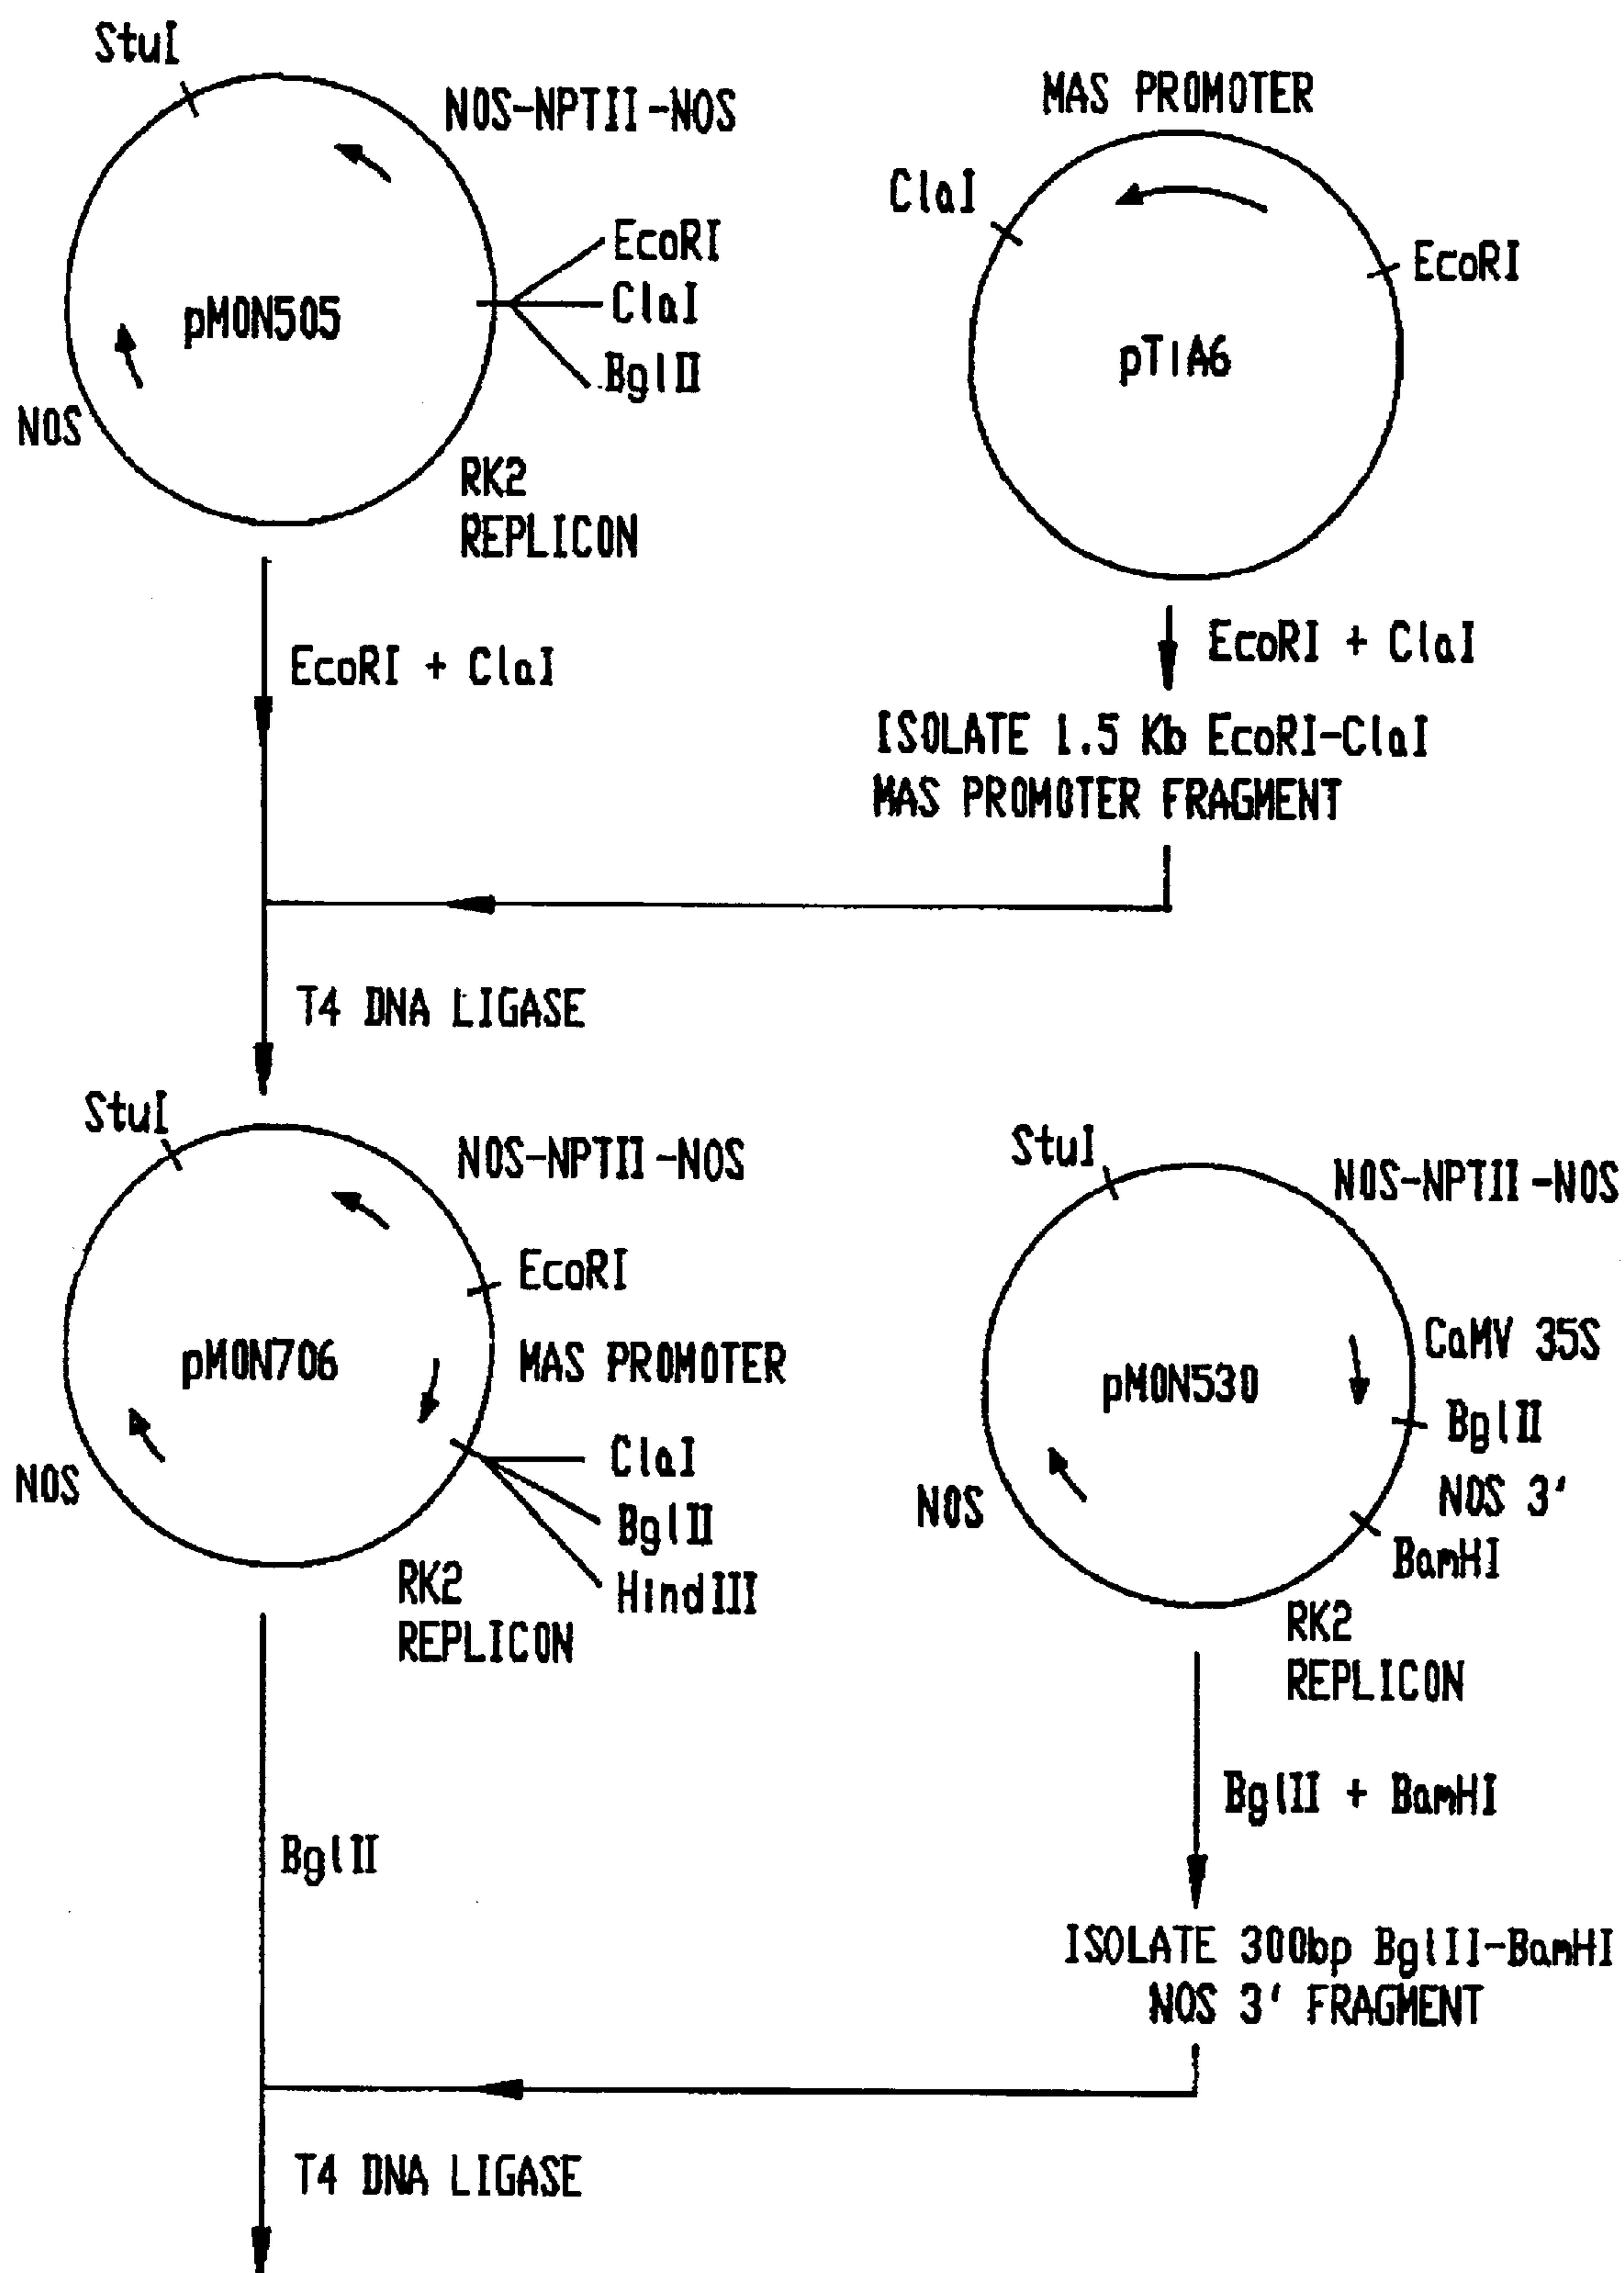 StuI
NOS-NPTII-NOS
EcoRI
ClaI
BglII
pMON505
NOS
RK2
REPLICON
MAS PROMOTER
ClaI
EcoRI
pTiA6
EcoRI + ClaI
EcoRI + ClaI
ISOLATE 1.5 Kb EcoRI-ClaI
MAS PROMOTER FRAGMENT
T4 DNA LIGASE
StuI
NOS-NPTII-NOS
EcoRI
pMON706
MAS PROMOTER
ClaI
BglII
HindIII
NOS
RK2
REPLICON
StuI
NOS-NPTII-NOS
CaMV 35S
pMON530
BglII
NOS 3'
BamHI
NOS
RK2
REPLICON
BglII + BamHI
BglII
ISOLATE 300bp BglII-BamHI
NOS 3' FRAGMENT
T4 DNA LIGASE